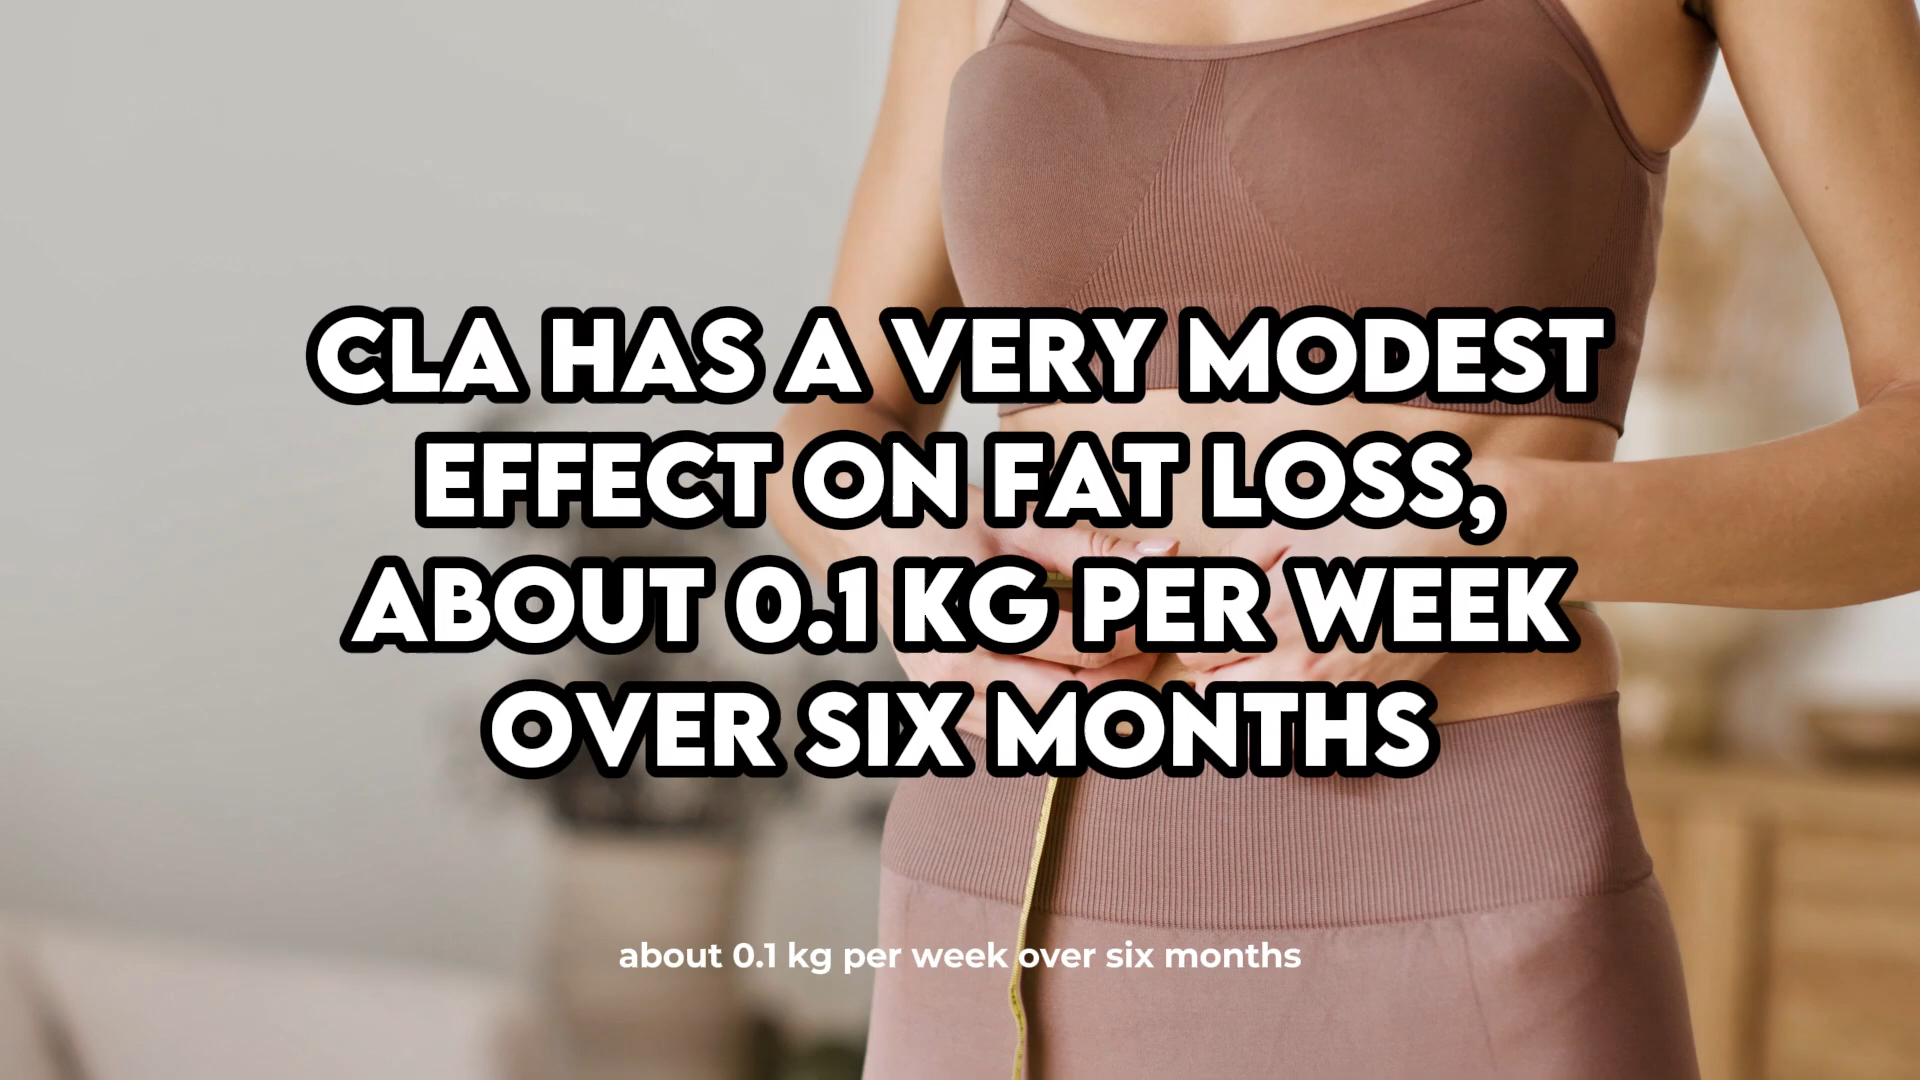 CLA HAS A VERY MODEST
EFFECT ON FAT LOSS,
ABOUT 0.1 KG PER WEEK
OVER SIX MONTHS
about 0.1 kg per week over six months